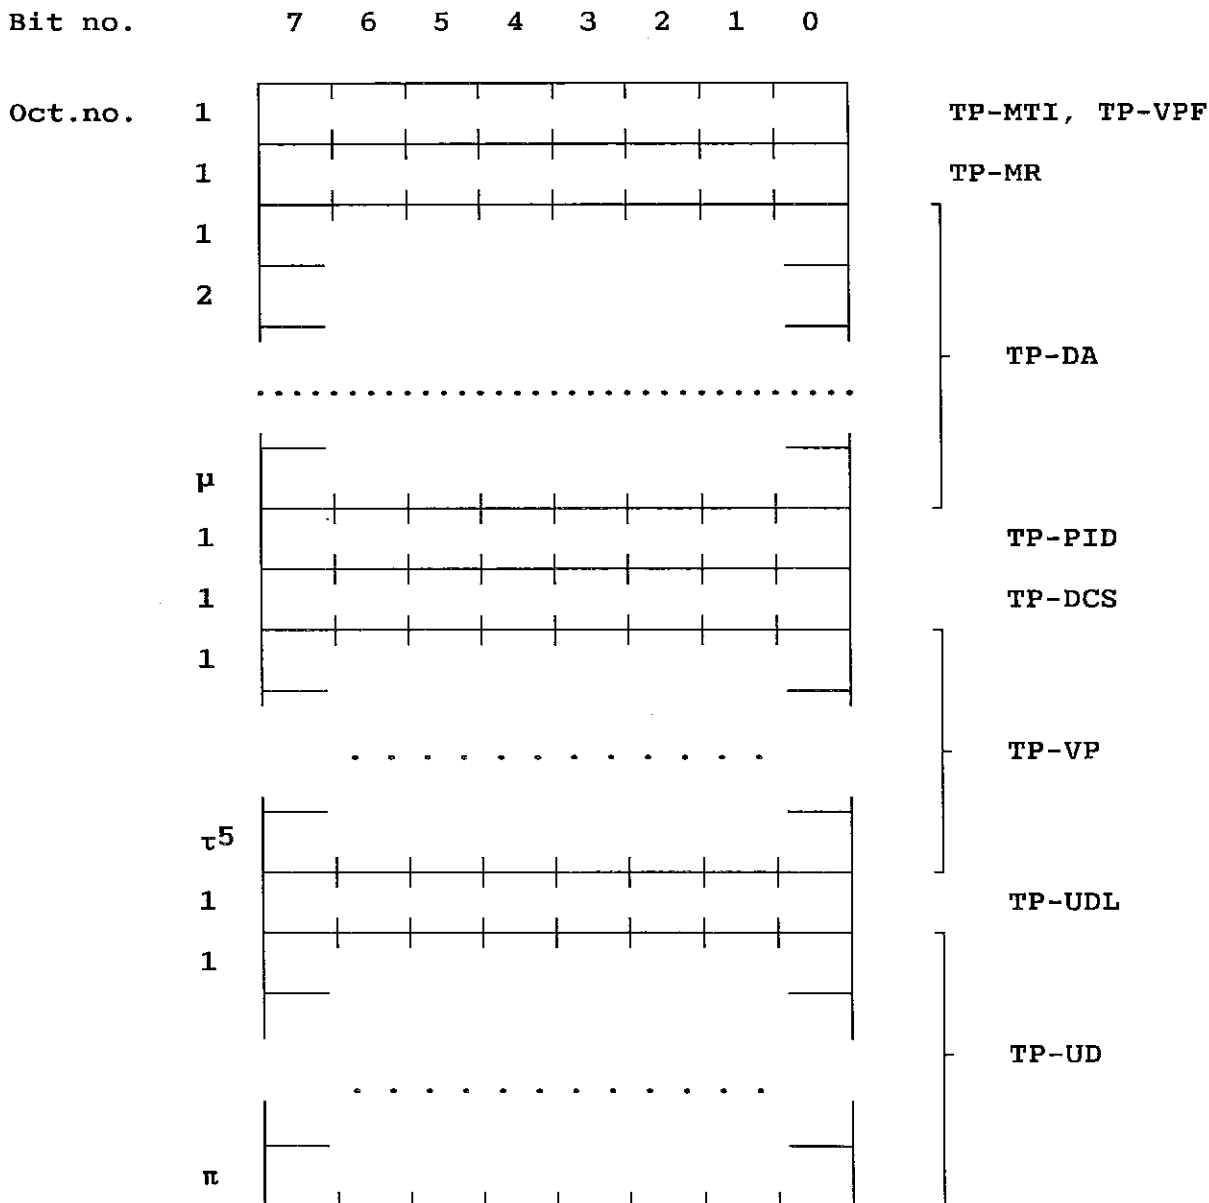 Bit no. 7 6 5 4 3 2 1 0
Oct.no. 1 TP-MTI, TP-VPF
1 TP-MR
1
2
TP-DA
μ
1 TP-PID
1 TP-DCS
1
TP-VP
τ5
1 TP-UDL
1
TP-UD
π